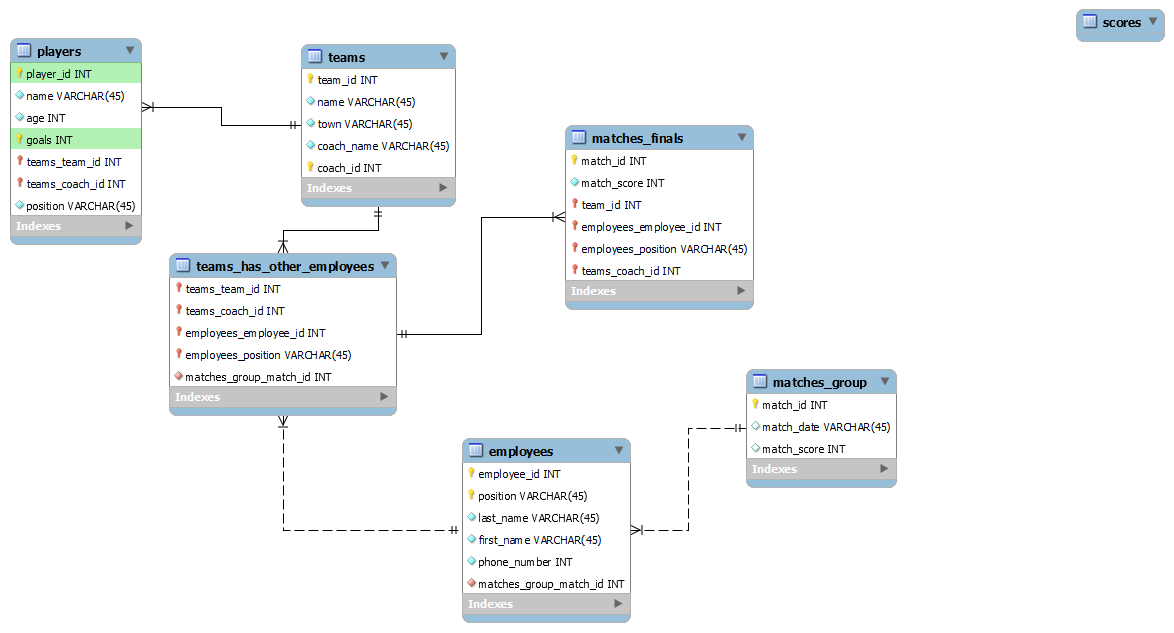 players
player_id INT
name VARCHAR(45)
age INT
goals INT
teams_team_id INT
teams_coach_id INT
position VARCHAR(45)
Indexes
teams
team_id INT
name VARCHAR(45)
town VARCHAR(45)
coach_name VARCHAR(45)
coach_id INT
Indexes
scores
matches_finals
match_id INT
match_score INT
team_id INT
employees_employee_id INT
employees_position VARCHAR(45)
teams_coach_id INT
Indexes
teams_has_other_employees
teams_team_id INT
teams_coach_id INT
employees_employee_id INT
employees_position VARCHAR(45)
matches_group_match_id INT
Indexes
matches_group
match_id INT
match_date VARCHAR(45)
match_score INT
Indexes
employees
employee_id INT
position VARCHAR(45)
last_name VARCHAR(45)
first_name VARCHAR(45)
phone_number INT
matches_group_match_id INT
Indexes